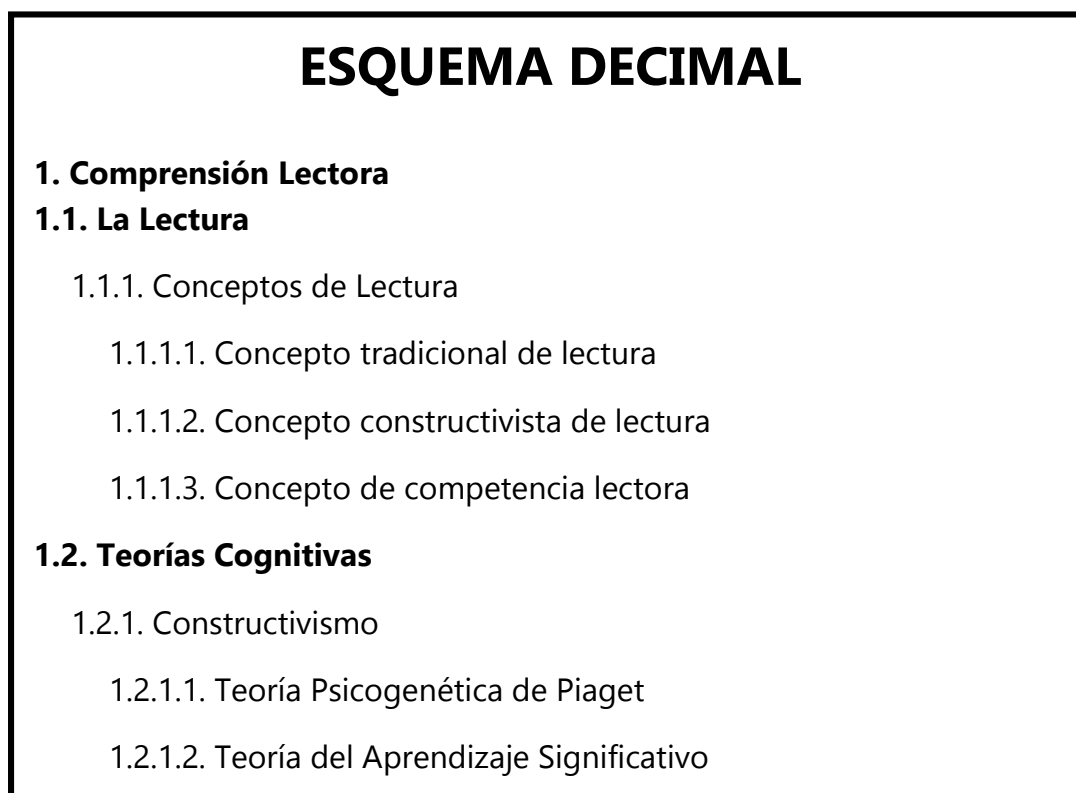 ESQUEMA DECIMAL
1. Comprensión Lectora
1.1. La Lectura
1.1.1. Conceptos de Lectura
1.1.1.1. Concepto tradicional de lectura
1.1.1.2. Concepto constructivista de lectura
1.1.1.3. Concepto de competencia lectora
1.2. Teorías Cognitivas
1.2.1. Constructivismo
1.2.1.1. Teoría Psicogenética de Piaget
1.2.1.2. Teoría del Aprendizaje Significativo